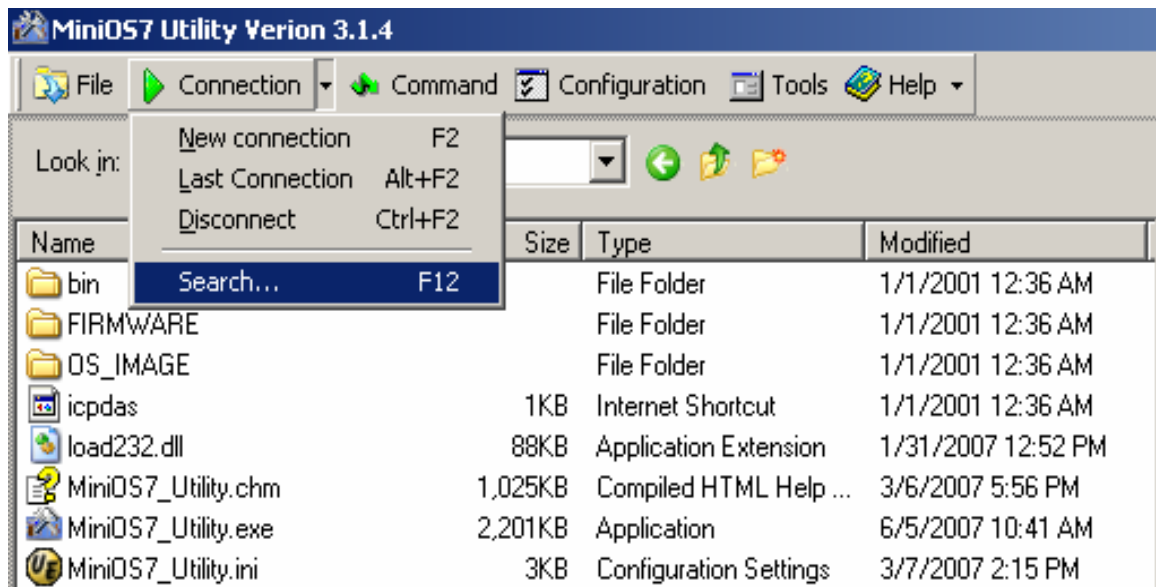 MiniOS7 Utility Verion 3.1.4
File Connection Command Configuration Tools Help
New connection F2
Look in:
Last Connection Alt+F2
Disconnect Ctrl+F2
Name Size Type Modified
Search... F12
bin File Folder 1/1/2001 12:36 AM
FIRMWARE File Folder 1/1/2001 12:36 AM
OS_IMAGE File Folder 1/1/2001 12:36 AM
icpdas 1KB Internet Shortcut 1/1/2001 12:36 AM
load232.dll 88KB Application Extension 1/31/2007 12:52 PM
MiniOS7_Utility.chm 1,025KB Compiled HTML Help ... 3/6/2007 5:56 PM
MiniOS7_Utility.exe 2,201KB Application 6/5/2007 10:41 AM
MiniOS7_Utility.ini 3KB Configuration Settings 3/7/2007 2:15 PM